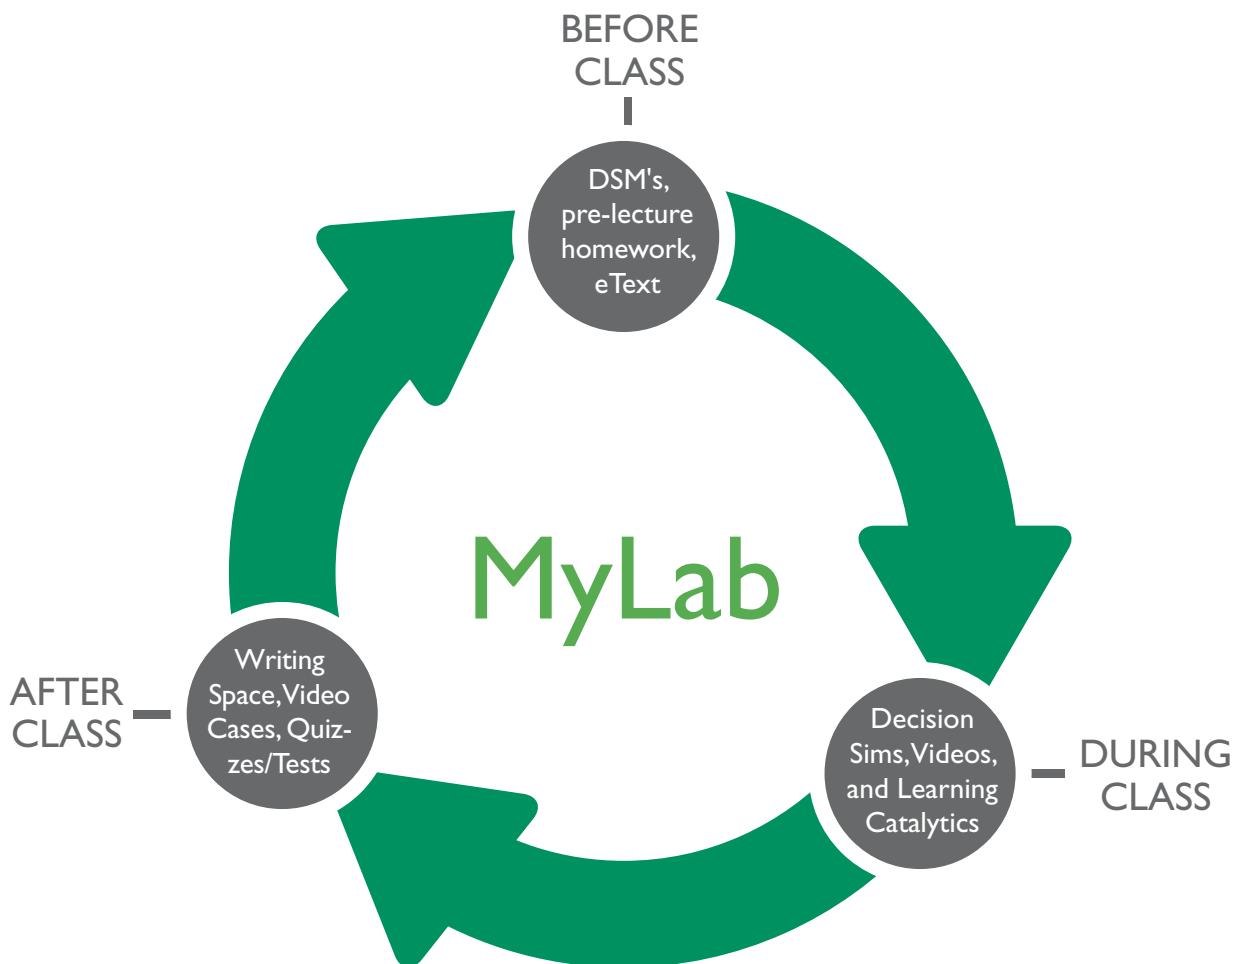 BEFORE
CLASS
DSM's,
pre-lecture
homework,
eText
MyLab
AFTER
CLASS
Writing
Space, Video
Cases, Quiz-
zes/Tests
Decision
Sims, Videos,
and Learning
Catalytics
DURING
CLASS